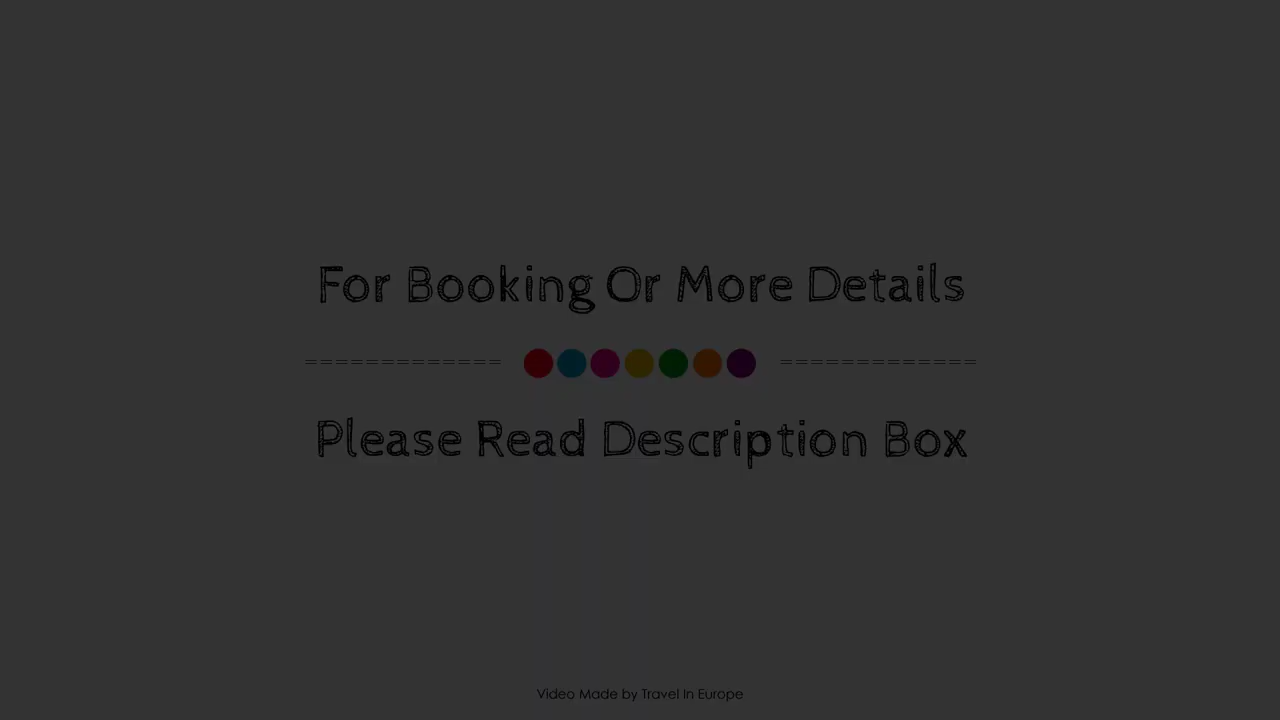 For Booking Or More Details
============= =============
Please Read Description Box
Video Made by Travel In Europe